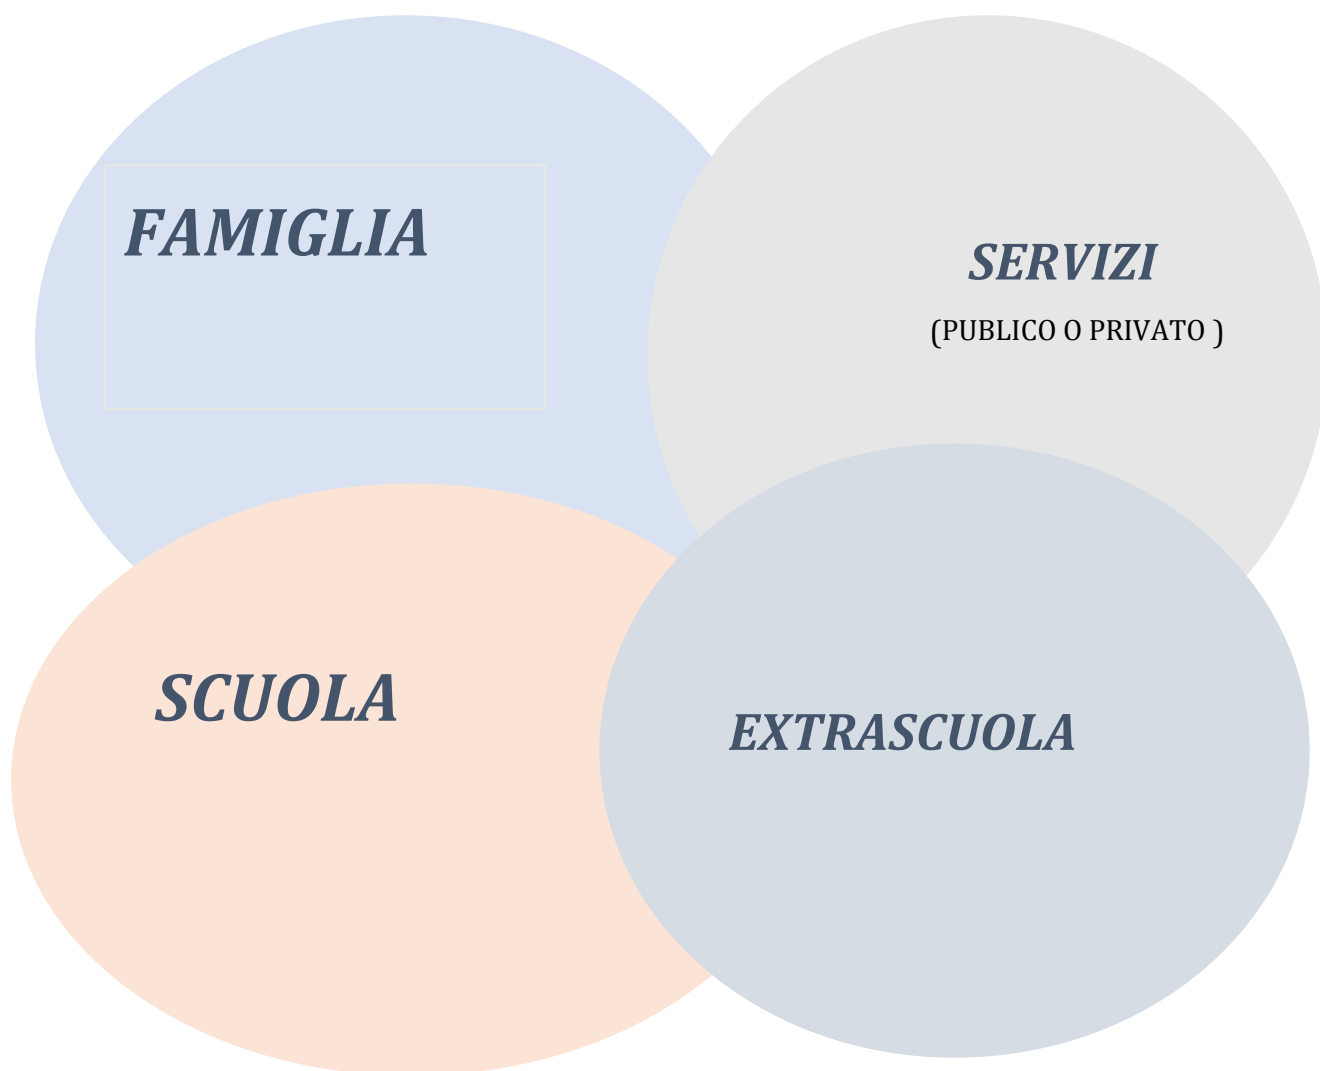 FAMIGLIA
SERVIZI
(PUBLICO O PRIVATO )
SCUOLA
EXTRASCUOLA